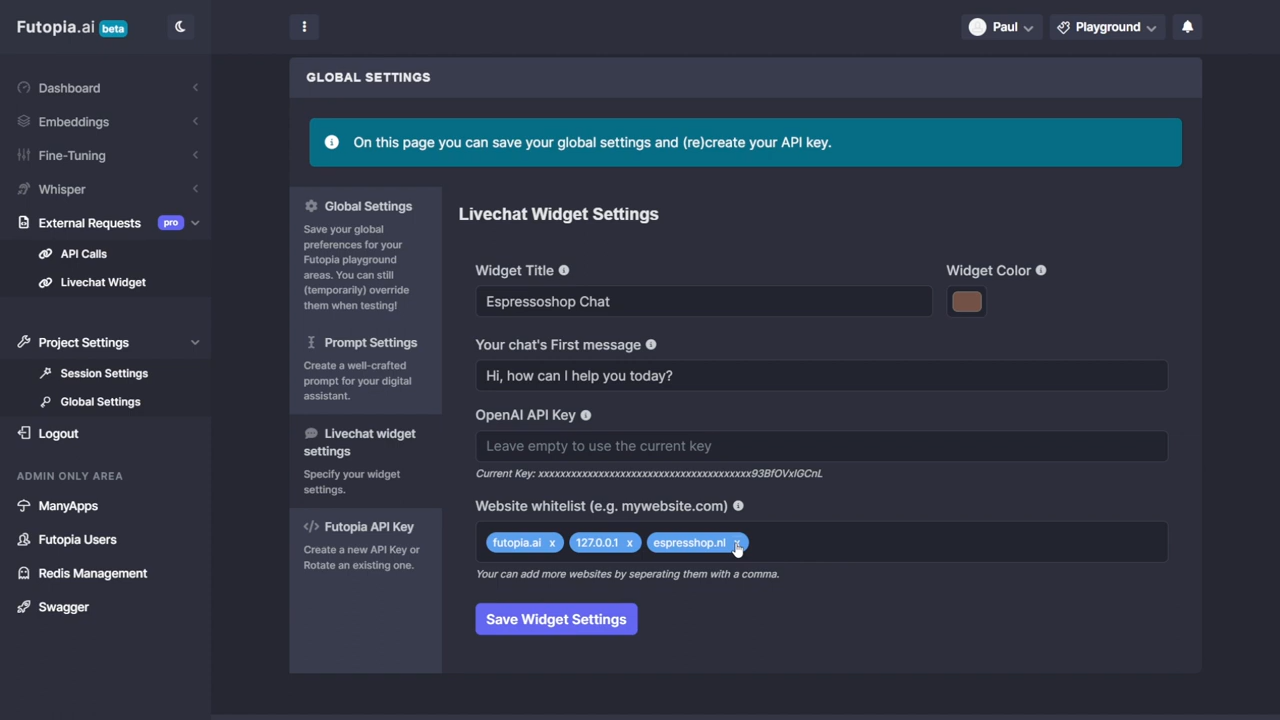 Futopia.ai beta
Paul
Playground
Dashboard
Embeddings
Fine-Tuning
Whisper
External Requests pro
API Calls
Livechat Widget
Project Settings
Session Settings
Global Settings
Logout
ADMIN ONLY AREA
ManyApps
Futopia Users
Redis Management
Swagger
GLOBAL SETTINGS
On this page you can save your global settings and (re)create your API key.
Global Settings
Save your global
preferences for your
Futopia playground
areas. You can still
(temporarily) override
them when testing!
Prompt Settings
Create a well-crafted
prompt for your digital
assistant.
Livechat widget
settings
Specify your widget
settings.
Futopia API Key
Create a new API Key or
Rotate an existing one.
Livechat Widget Settings
Widget Title
Widget Color
Espressoshop Chat
Your chat's First message
Hi, how can I help you today?
OpenAI API Key
Leave empty to use the current key
Current Key: xxxxxxxxxxxxxxxxxxxxxxxxxxxxxxxxxxxxxxx93BfOVxIGCnL
Website whitelist (e.g. mywebsite.com)
futopia.ai x 127.0.0.1 x espresshop.nl x
Your can add more websites by seperating them with a comma.
Save Widget Settings